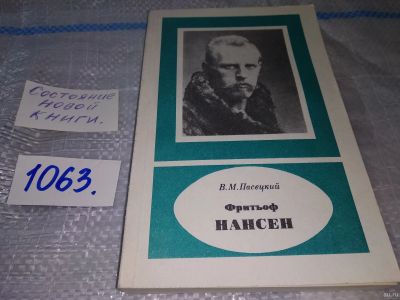 Состояние
новой
книги.
1063.
В. М. Пасецкий
Фритьоф
НАНСЕН